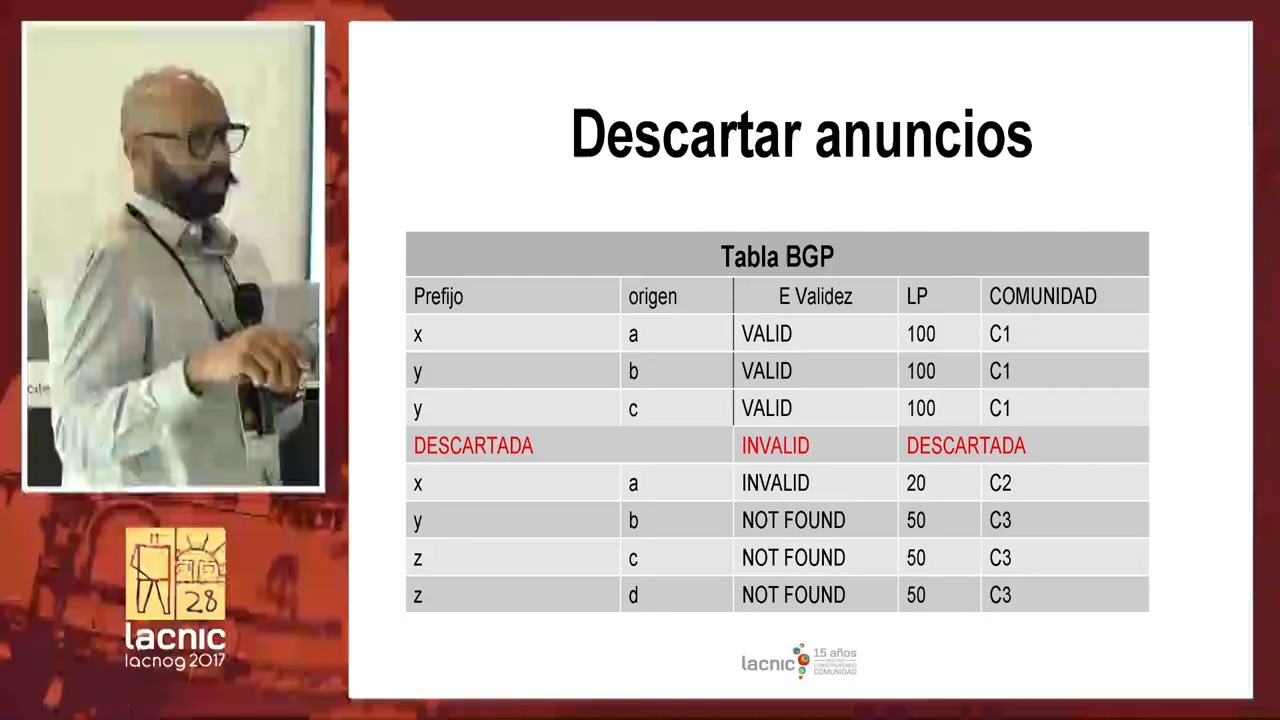 Descartar anuncios
Tabla BGP
Prefijo origen E Validez LP COMUNIDAD
x a VALID 100 C1
y b VALID 100 C1
y c VALID 100 C1
DESCARTADA INVALID DESCARTADA
x a INVALID 20 C2
y b NOT FOUND 50 C3
z c NOT FOUND 50 C3
z d NOT FOUND 50 C3
28
lacnic
lacnog 2017
lacnic
15 años
CONSTRUYENDO
COMUNIDAD